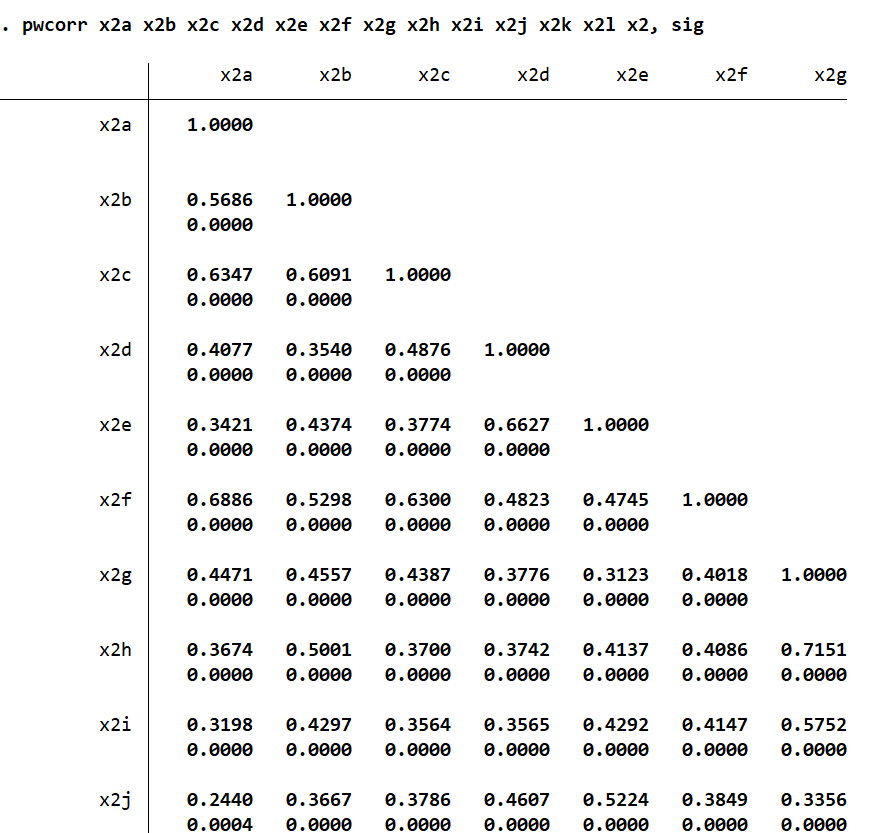 . pwcorr x2a x2b x2c x2d x2e x2f x2g x2h x2i x2j x2k x2l x2, sig
x2a x2b x2c x2d x2e x2f x2g
x2a 1.0000
x2b 0.5686 1.0000
0.0000
x2c 0.6347 0.6091 1.0000
0.0000 0.0000
x2d 0.4077 0.3540 0.4876 1.0000
0.0000 0.0000 0.0000
x2e 0.3421 0.4374 0.3774 0.6627 1.0000
0.0000 0.0000 0.0000 0.0000
x2f 0.6886 0.5298 0.6300 0.4823 0.4745 1.0000
0.0000 0.0000 0.0000 0.0000 0.0000
x2g 0.4471 0.4557 0.4387 0.3776 0.3123 0.4018 1.0000
0.0000 0.0000 0.0000 0.0000 0.0000 0.0000
x2h 0.3674 0.5001 0.3700 0.3742 0.4137 0.4086 0.7151
0.0000 0.0000 0.0000 0.0000 0.0000 0.0000 0.0000
x2i 0.3198 0.4297 0.3564 0.3565 0.4292 0.4147 0.5752
0.0000 0.0000 0.0000 0.0000 0.0000 0.0000 0.0000
x2j 0.2440 0.3667 0.3786 0.4607 0.5224 0.3849 0.3356
0.0004 0.0000 0.0000 0.0000 0.0000 0.0000 0.0000